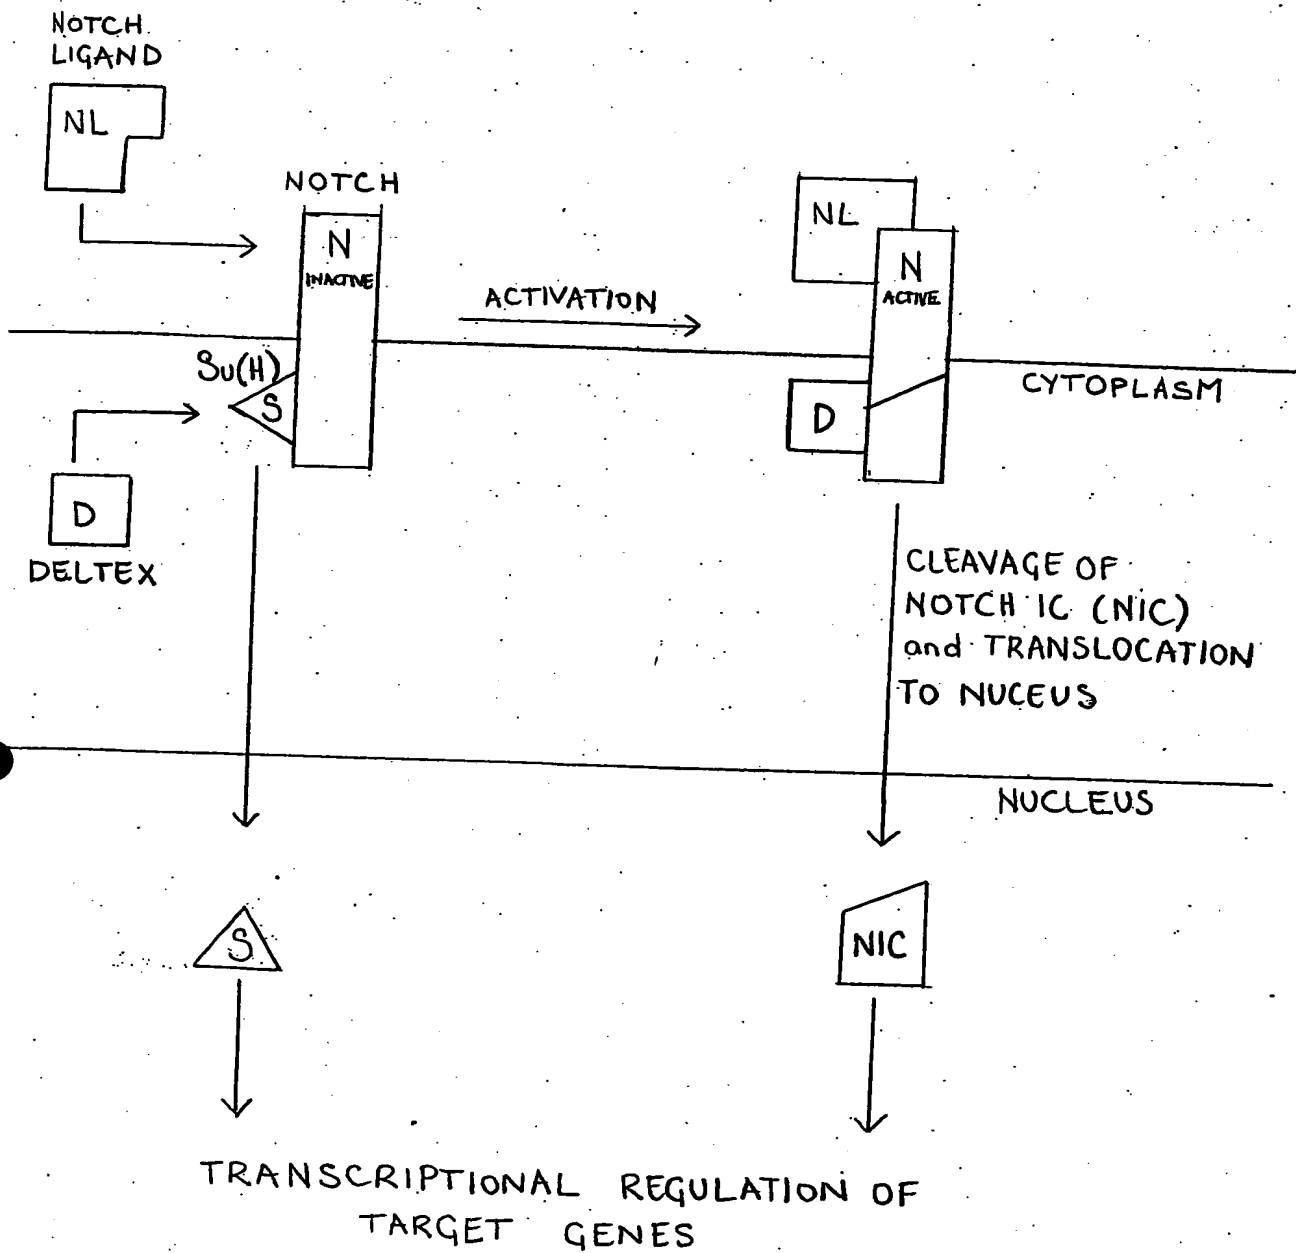 NOTCH
LIGAND
NL
NOTCH
N
INACTIVE
ACTIVATION
NL
N
ACTIVE
Su(H)
S
CYTOPLASM
D
D
DELTEX
CLEAVAGE OF
NOTCH IC (NIC)
and TRANSLOCATION
TO NUCEUS
NUCLEUS
S
NIC
TRANSCRIPTIONAL REGULATION OF
TARGET GENES